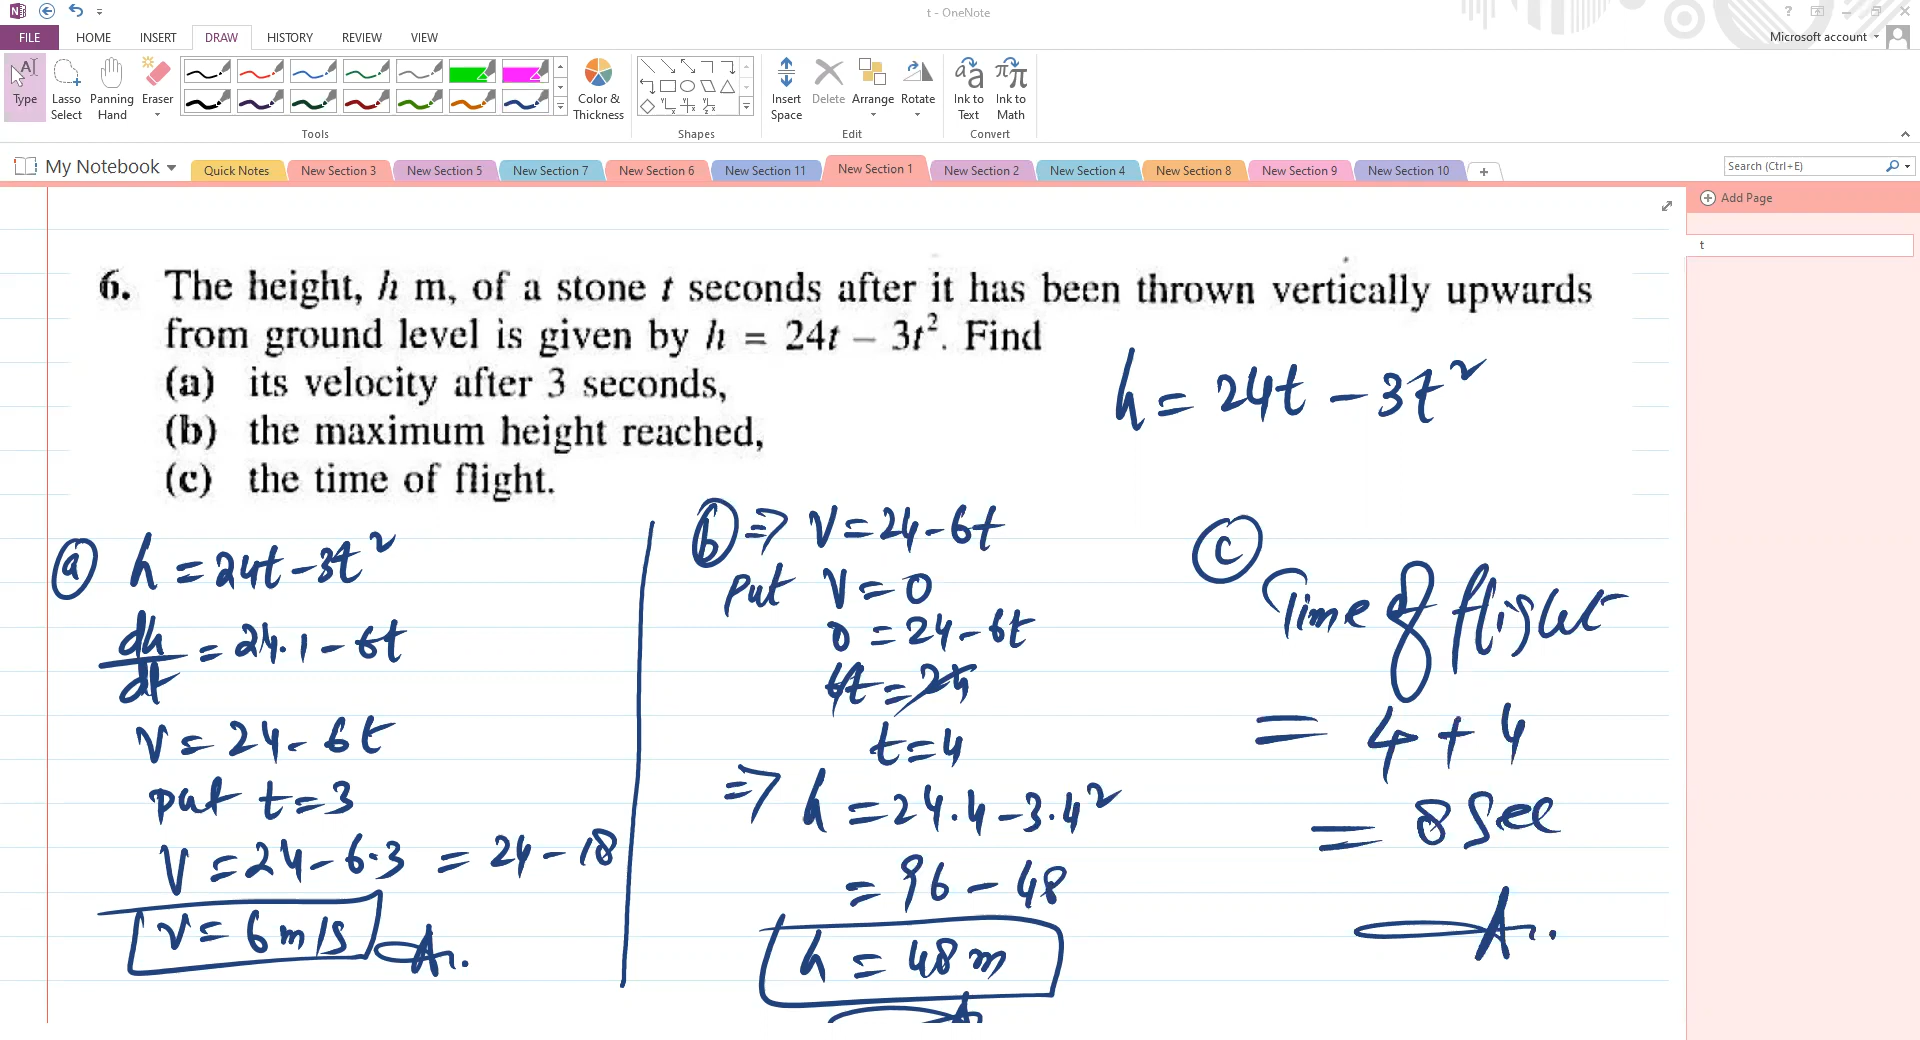 t - OneNote
Microsoft account
FILE HOME INSERT DRAW HISTORY REVIEW VIEW
Type
Lasso Select
Panning Hand
Eraser
Color & Thickness
Insert Space
Delete
Arrange
Rotate
Ink to Text
Ink to Math
Tools
Shapes
Edit
Convert
My Notebook
Quick Notes
New Section 3
New Section 5
New Section 7
New Section 6
New Section 11
New Section 1
New Section 2
New Section 4
New Section 8
New Section 9
New Section 10
Search (Ctrl+E)
Add Page
t
6. The height, h m, of a stone t seconds after it has been thrown vertically upwards
from ground level is given by h = 24t – 3t². Find
(a) its velocity after 3 seconds,
(b) the maximum height reached,
(c) the time of flight.
h = 24t – 3t²
(a) h = 24t – 3t²
dh/dt = 24.1 – 6t
v = 24 – 6t
put t = 3
V = 24 – 6.3 = 24 – 18
v = 6 m/s
(b) ⇒ V = 24 – 6t
put V = 0
0 = 24 – 6t
6t = 24
t = 4
⇒ h = 24.4 – 3.4²
= 96 – 48
h = 48 m
(c)
Time of flight
= 4 + 4
= 8 Sec